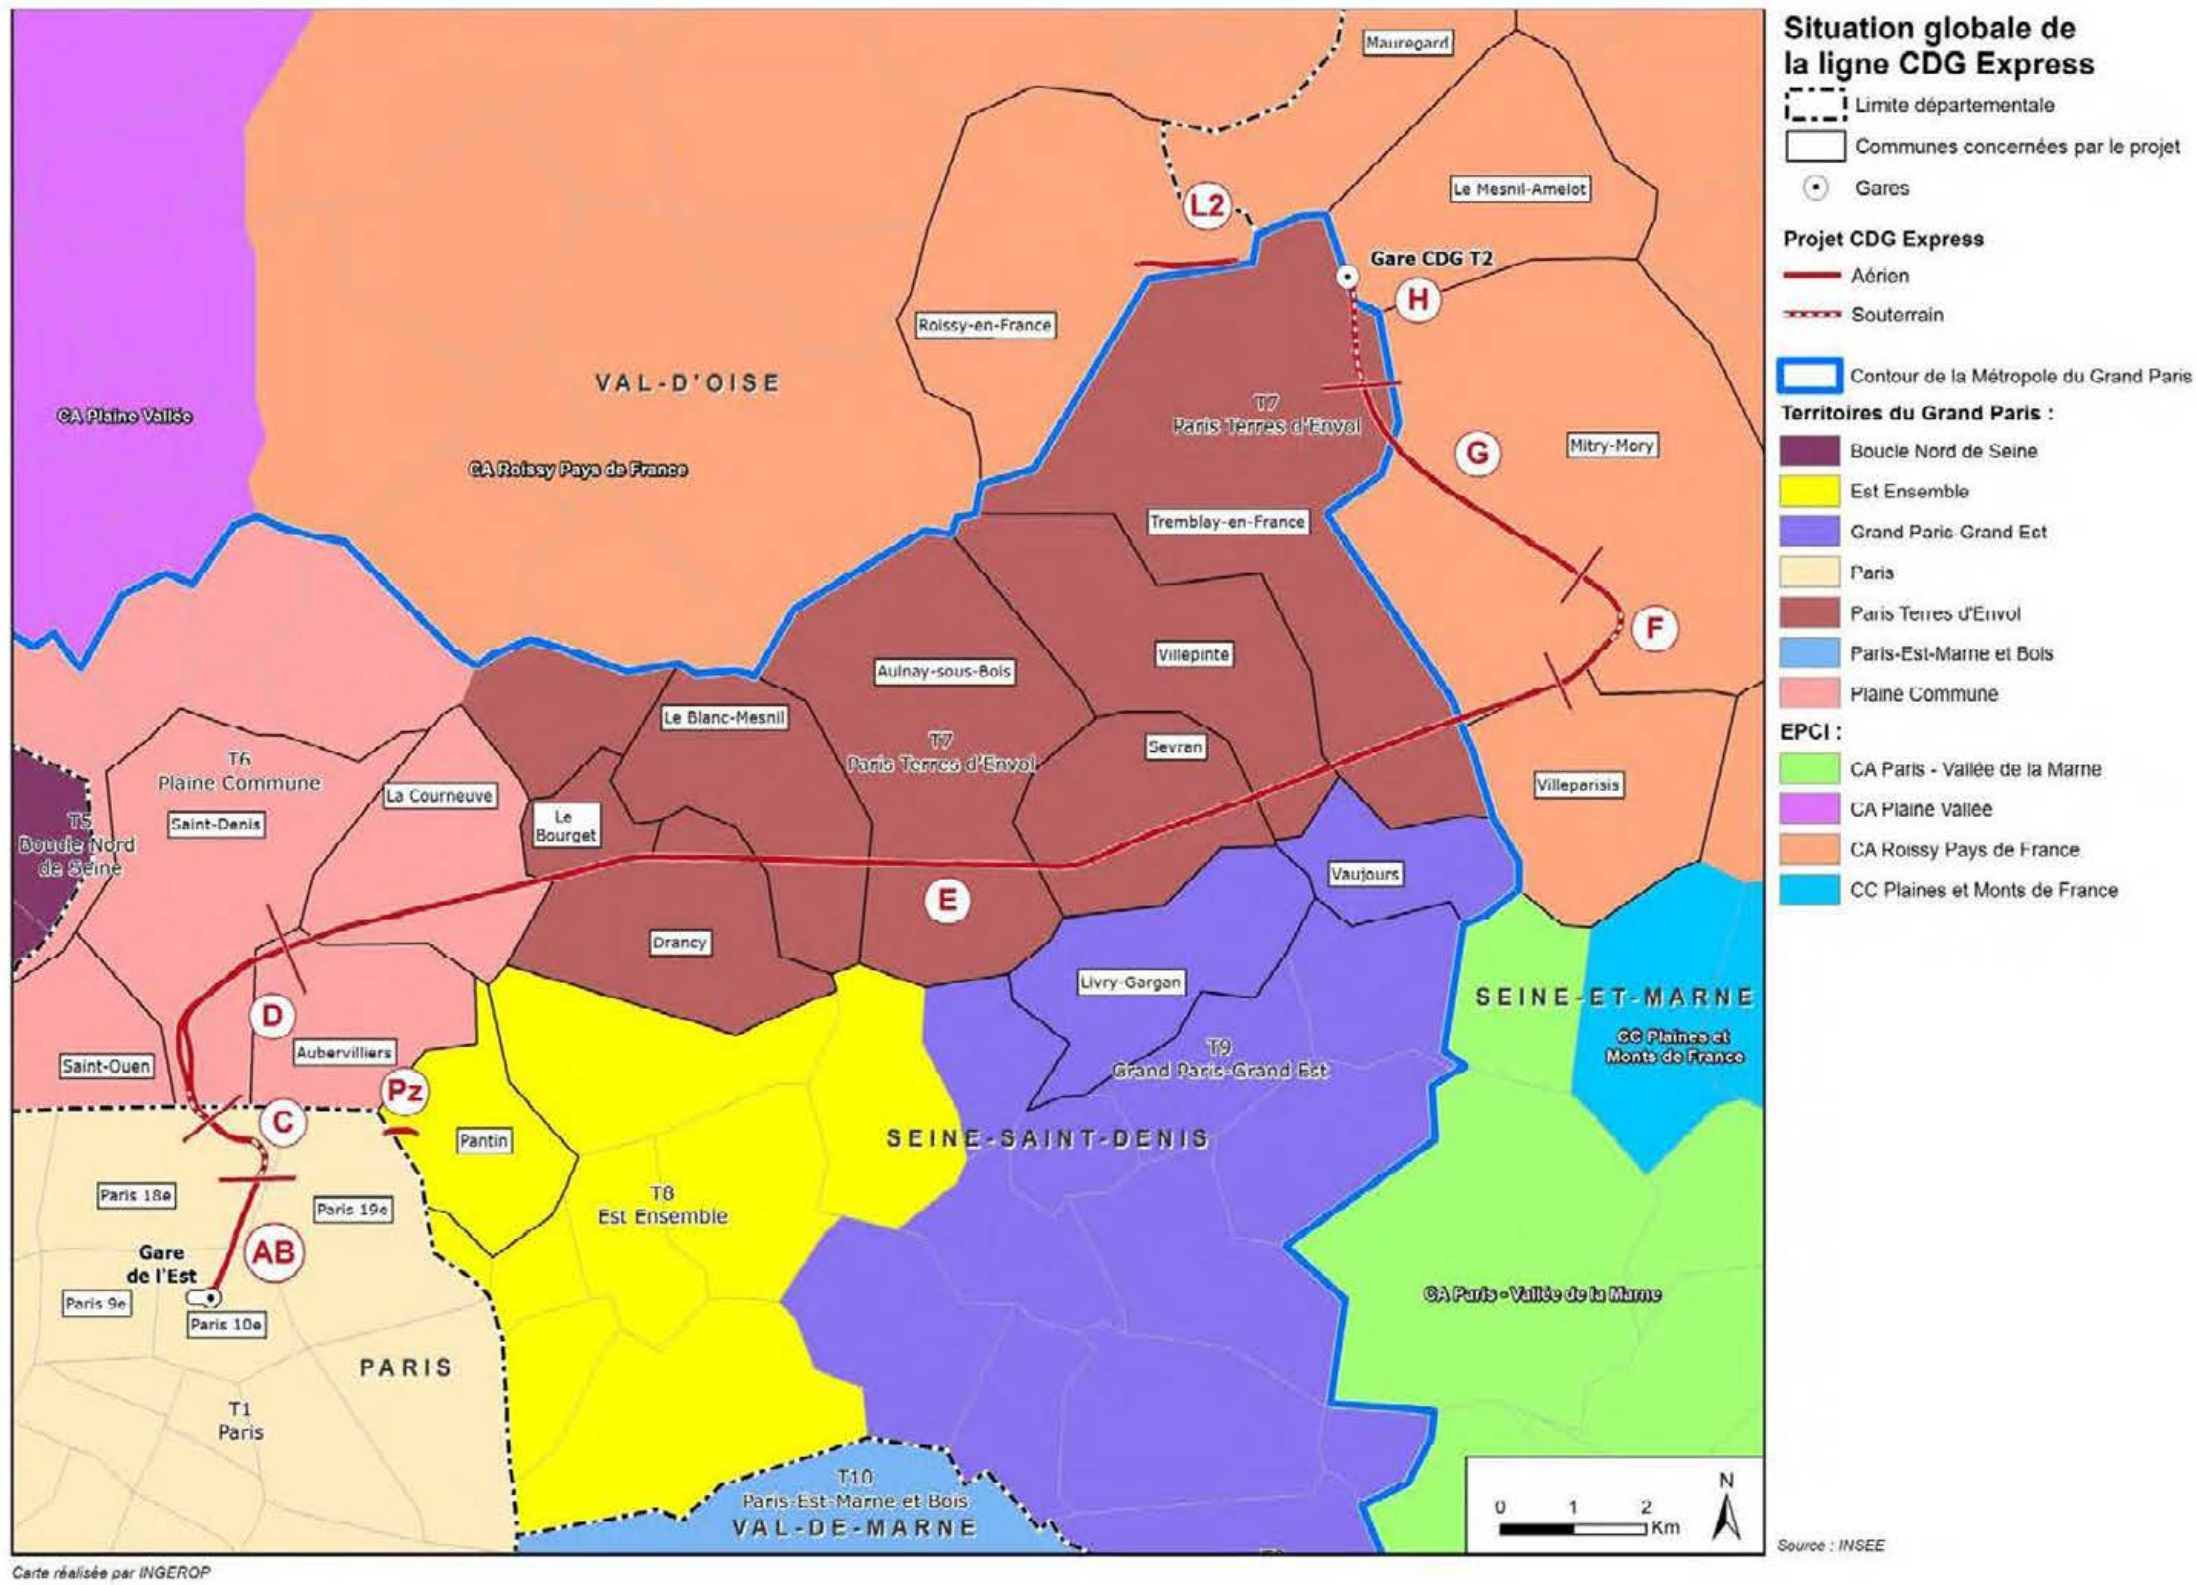 Situation globale de
la ligne CDG Express
Limite départementale
Communes concernées par le projet
Gares
Projet CDG Express
Aérien
Souterrain
Contour de la Métropole du Grand Paris
Territoires du Grand Paris :
Boucle Nord de Seine
Est Ensemble
Grand Paris-Grand Est
Paris
Paris Terres d'Envol
Paris-Est-Marne et Bois
Plaine Commune
EPCI :
CA Paris - Vallée de la Marne
CA Plaine Vallée
CA Roissy Pays de France
CC Plaines et Monts de France
Mauregard
Le Mesnil-Amelot
L2
Gare CDG T2
H
Roissy-en-France
VAL-D'OISE
CA Plaine Vallée
CA Roissy Pays de France
T7
Paris Terres d'Envol
G
Mitry-Mory
Tremblay-en-France
F
Villepinte
Aulnay-sous-Bois
Le Blanc-Mesnil
Sevran
T7
Paris Terres d'Envol
T6
Plaine Commune
La Courneuve
Saint-Denis
Le
Bourget
Villeparisis
T5
Boucle Nord
de Seine
Vaujours
E
Drancy
Livry-Gargan
SEINE-ET-MARNE
CC Plaines et
Monts de France
D
Aubervilliers
Saint-Ouen
T9
Grand Paris-Grand Est
Pz
C
Pantin
SEINE-SAINT-DENIS
Paris 18e
Paris 19e
T8
Est Ensemble
Gare
de l'Est
AB
Paris 9e
Paris 10e
CA Paris - Vallée de la Marne
PARIS
T1
Paris
T10
Paris-Est-Marne et Bois
VAL-DE-MARNE
N
0 1 2
Km
Source : INSEE
Carte réalisée par INGEROP